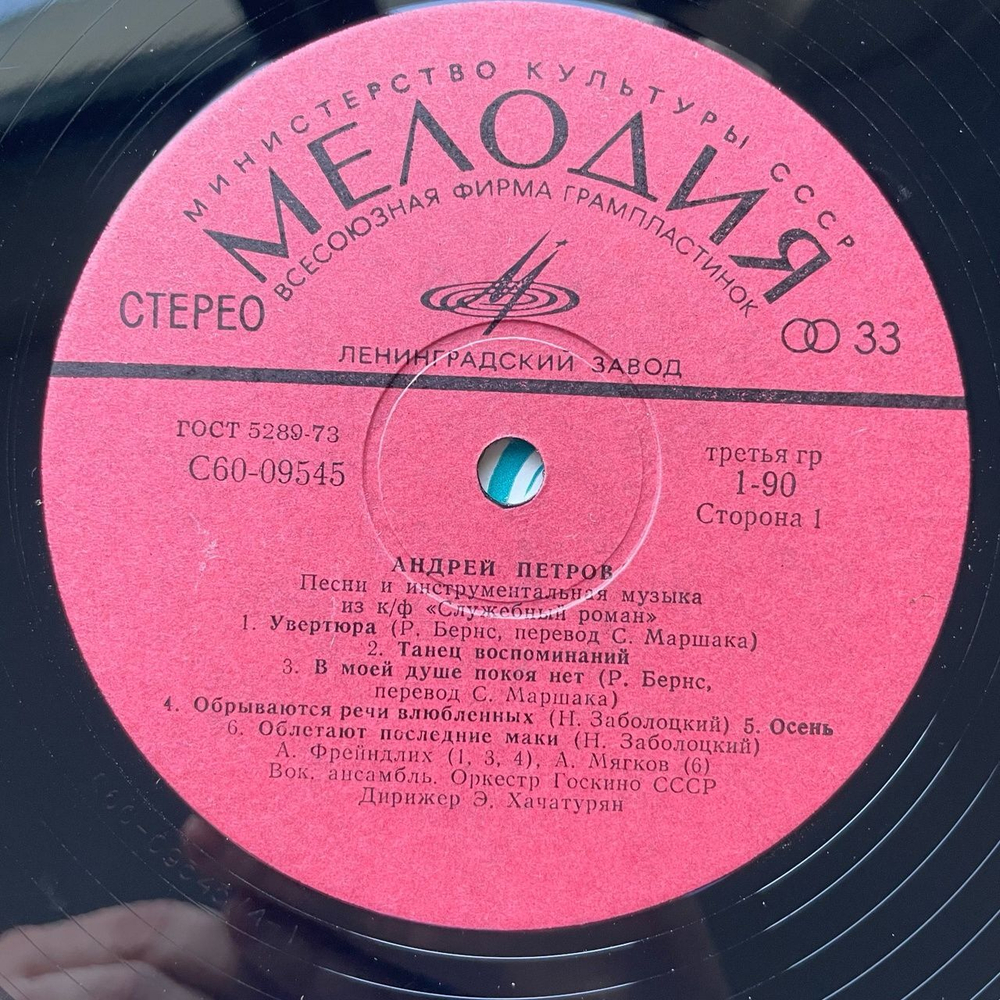 МИНИСТЕРСТВО КУЛЬТУРЫ СССР
МЕЛОДИЯ
ВСЕСОЮЗНАЯ ФИРМА ГРАМПЛАСТИНОК
СТЕРЕО
33
ЛЕНИНГРАДСКИЙ ЗАВОД
ГОСТ 5289-73
С60-09545
третья гр
1-90
Сторона 1
АНДРЕЙ ПЕТРОВ
Песни и инструментальная музыка
из к/ф «Служебный роман»
1. Увертюра (Р. Бернс, перевод С. Маршака)
2. Танец воспоминаний
3. В моей душе покоя нет (Р. Бернс,
перевод С. Маршака)
4. Обрываются речи влюбленных (Н. Заболоцкий) 5. Осень
6. Облетают последние маки (Н. Заболоцкий)
А. Фрейндлих (1, 3, 4), А. Мягков (6)
Вок. ансамбль. Оркестр Госкино СССР
Дирижер Э. Хачатурян